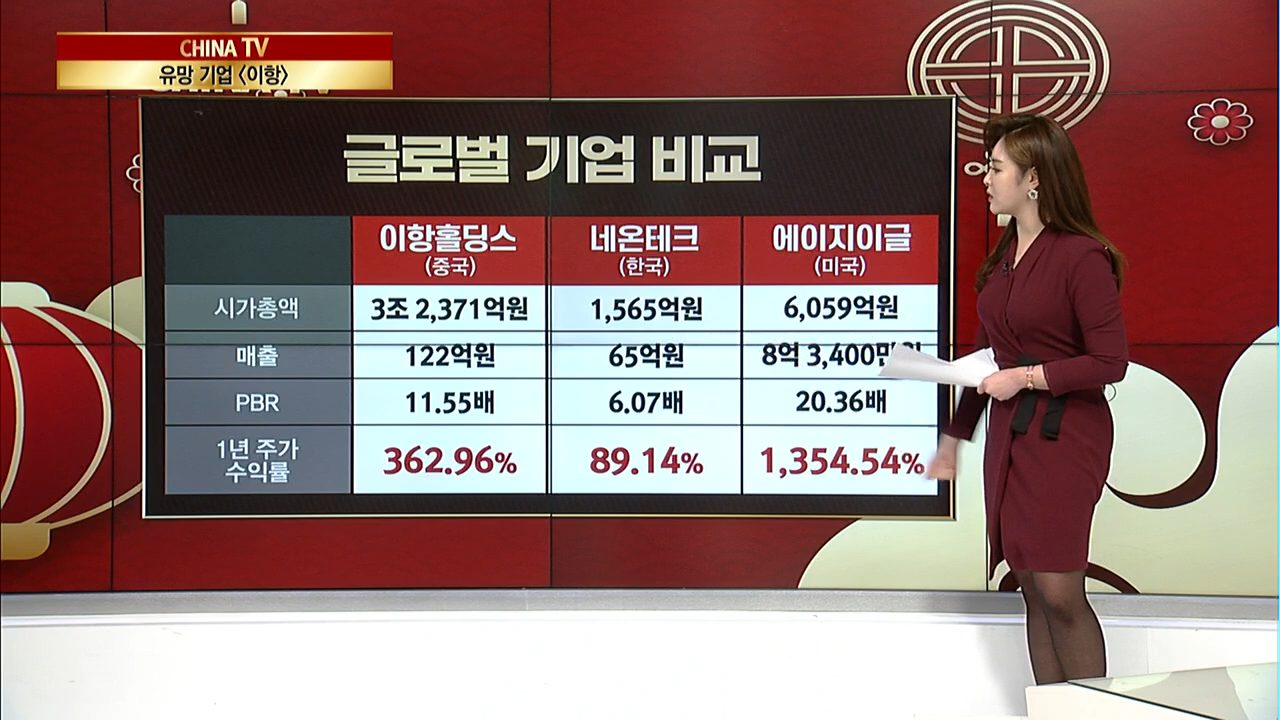 CHINA TV
유망 기업 <이항>
글로벌 기업 비교
이항홀딩스 네온테크 에이지이글
(중국) (한국) (미국)
시가총액 3조 2,371억원 1,565억원 6,059억원
매출 122억원 65억원 8억 3,400만원
PBR 11.55배 6.07배 20.36배
1년 주가
수익률 362.96% 89.14% 1,354.54%